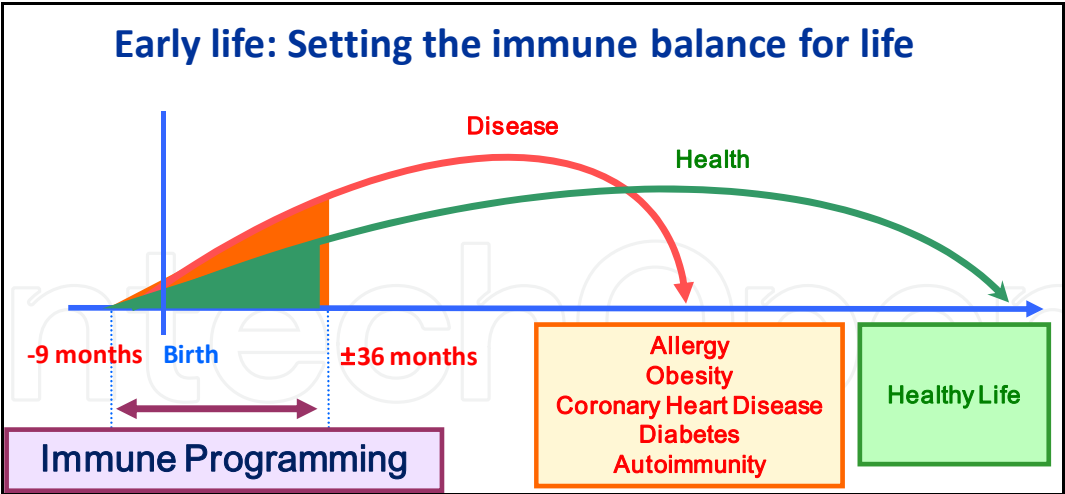 Early life: Setting the immune balance for life
Disease
Health
-9 months
Birth
±36 months
Immune Programming
Allergy
Obesity
Coronary Heart Disease
Diabetes
Autoimmunity
Healthy Life
ntechOpen